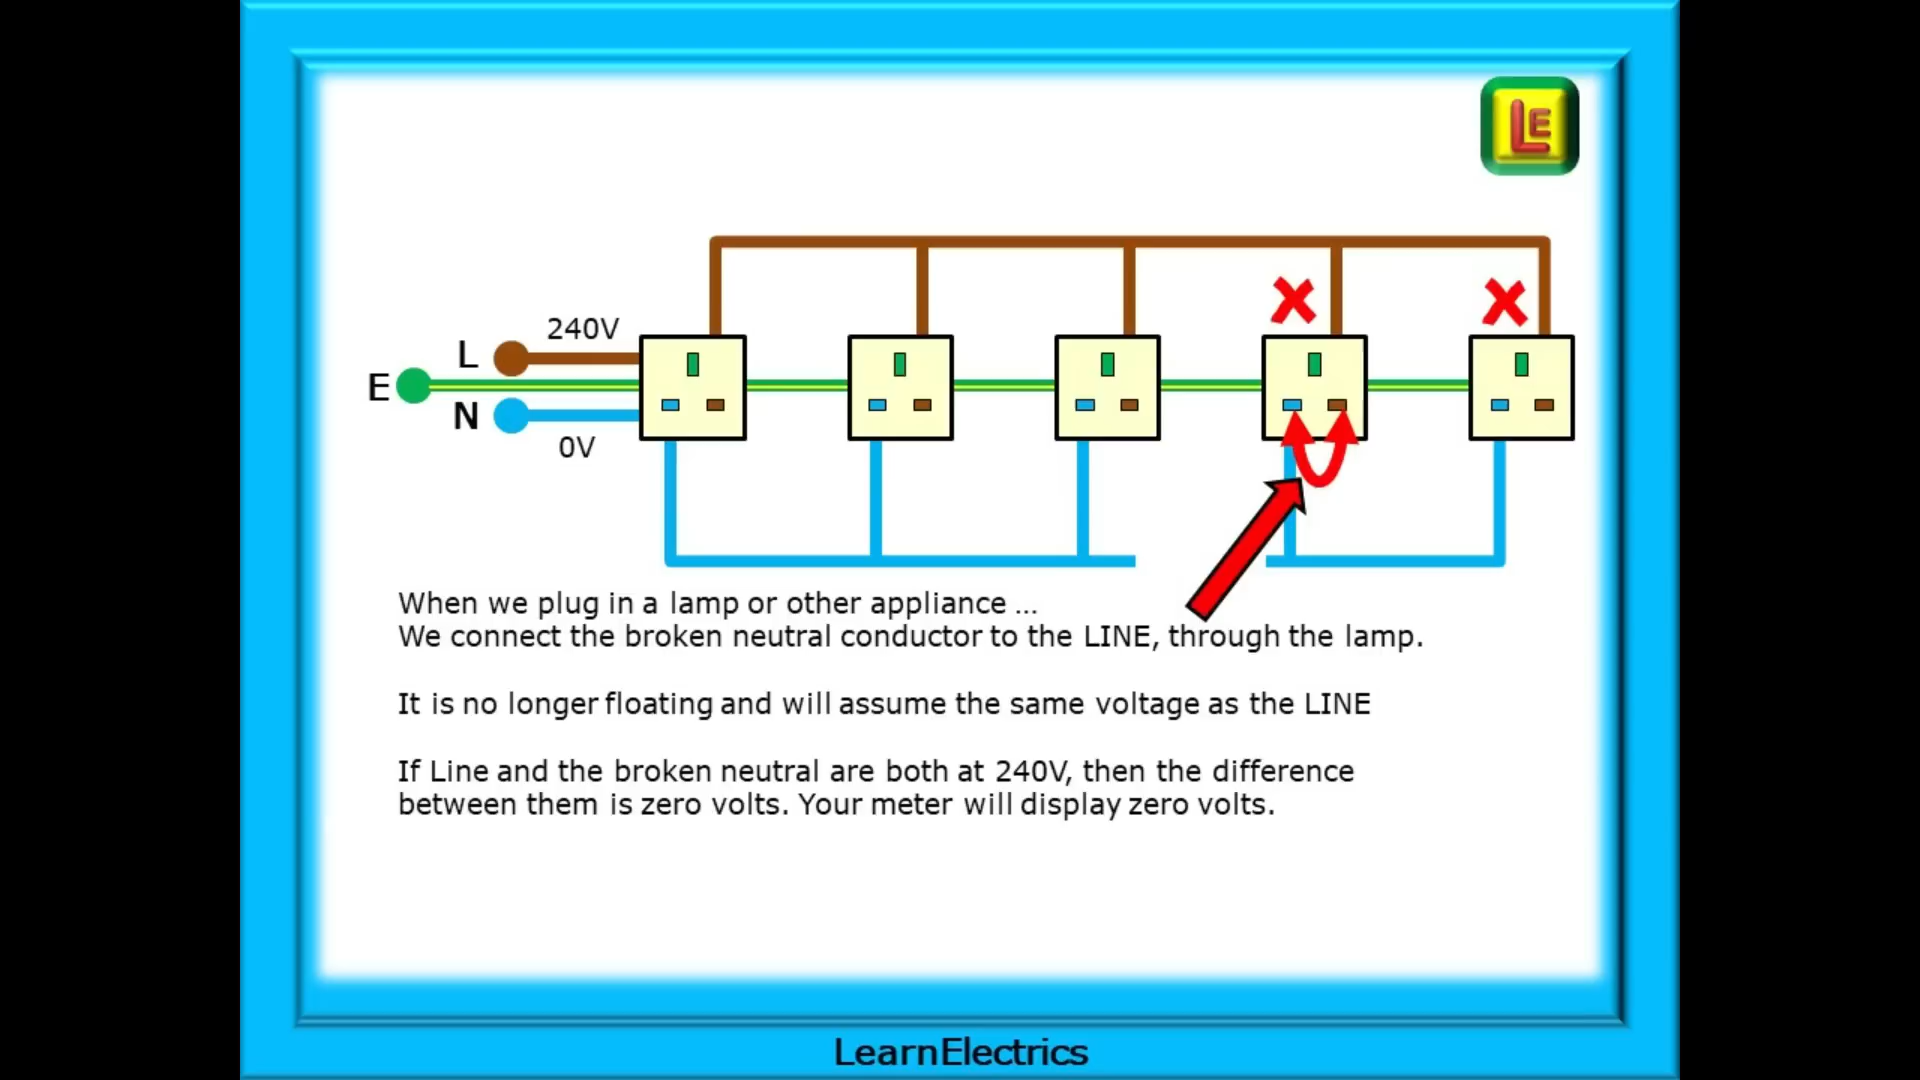 LE
240V
L
E
N
0V
When we plug in a lamp or other appliance ...
We connect the broken neutral conductor to the LINE, through the lamp.
It is no longer floating and will assume the same voltage as the LINE
If Line and the broken neutral are both at 240V, then the difference
between them is zero volts. Your meter will display zero volts.
LearnElectrics